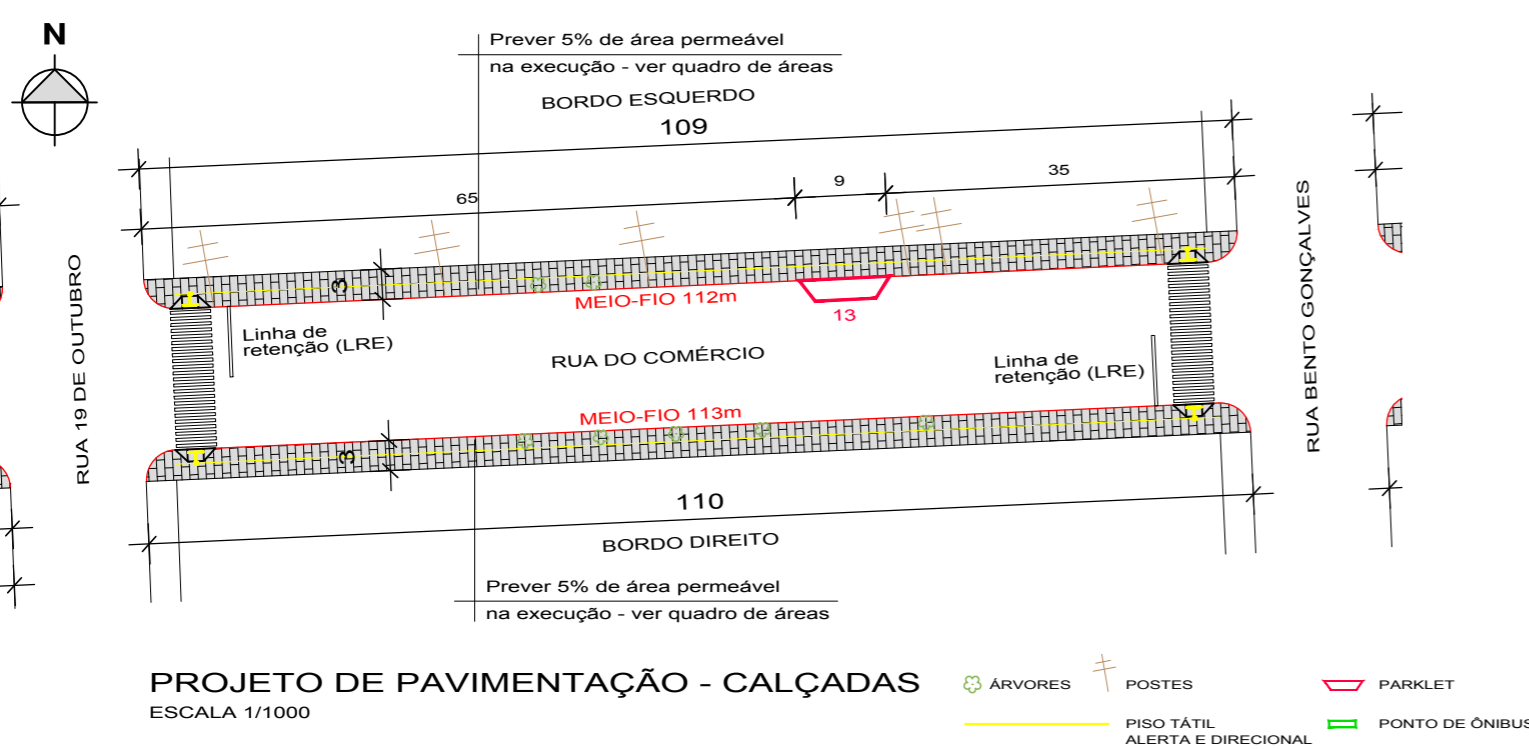 N
Prever 5% de área permeável
na execução - ver quadro de áreas
BORDO ESQUERDO
109
65
9
35
3
MEIO-FIO 112m
13
Linha de
retenção (LRE)
RUA DO COMÉRCIO
Linha de
retenção (LRE)
RUA 19 DE OUTUBRO
RUA BENTO GONÇALVES
MEIO-FIO 113m
3
110
BORDO DIREITO
Prever 5% de área permeável
na execução - ver quadro de áreas
PROJETO DE PAVIMENTAÇÃO - CALÇADAS
ESCALA 1/1000
ÁRVORES
POSTES
PARKLET
PISO TÁTIL
ALERTA E DIRECIONAL
PONTO DE ÔNIBUS